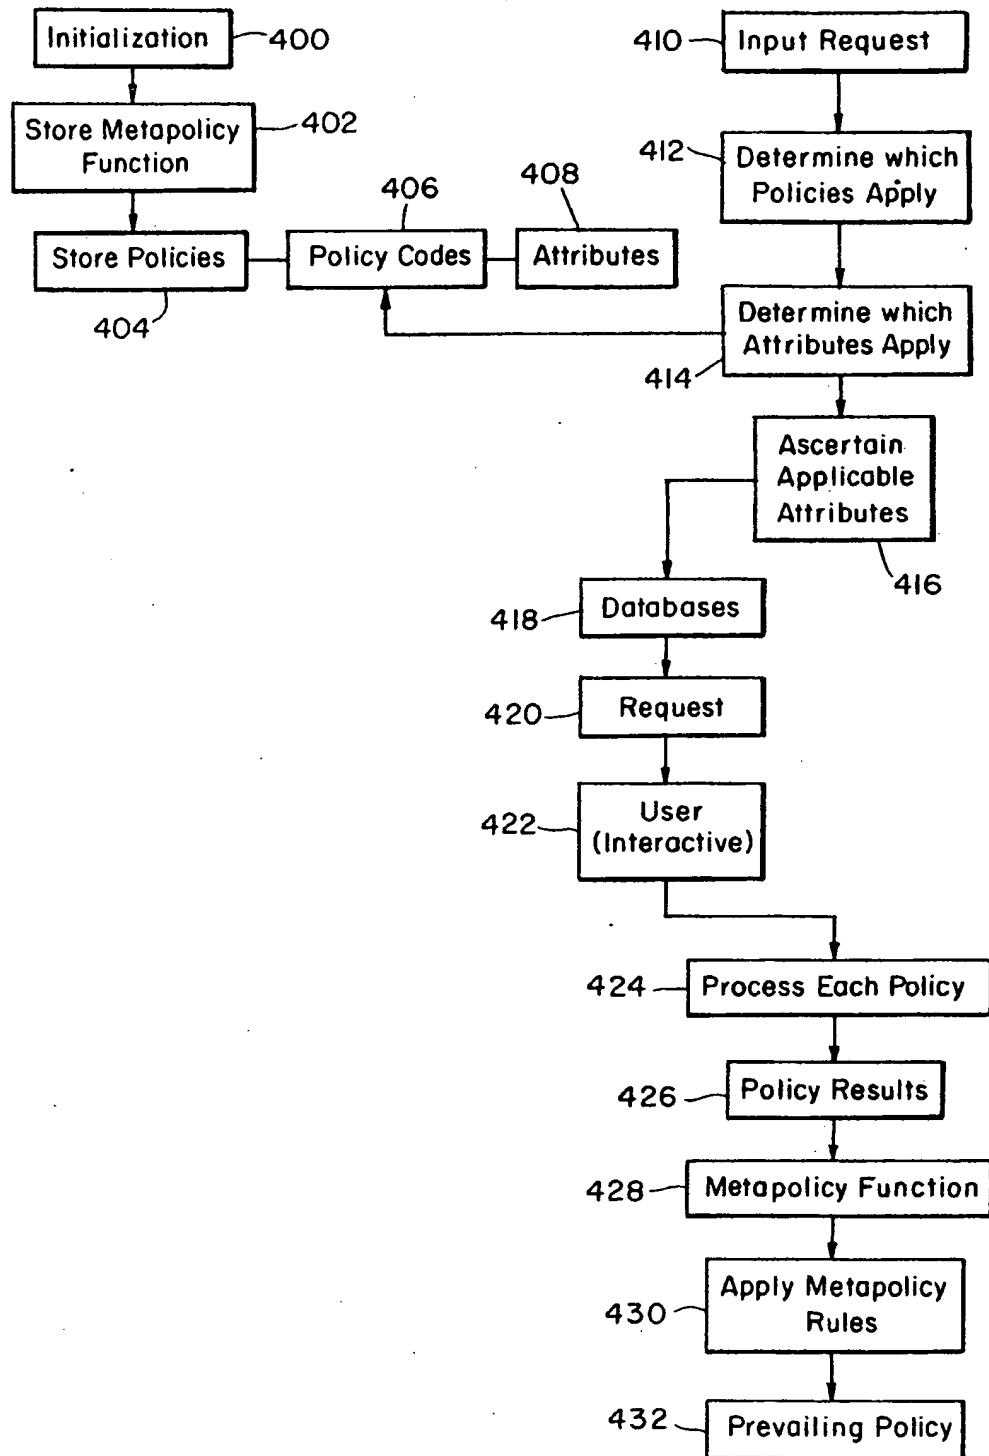 Initialization
400
Store Metapolicy
Function
402
Store Policies
404
406
Policy Codes
408
Attributes
410
Input Request
412
Determine which
Policies Apply
Determine which
Attributes Apply
414
Ascertain
Applicable
Attributes
416
418
Databases
420
Request
422
User
(Interactive)
424
Process Each Policy
426
Policy Results
428
Metapolicy Function
430
Apply Metapolicy
Rules
432
Prevailing Policy